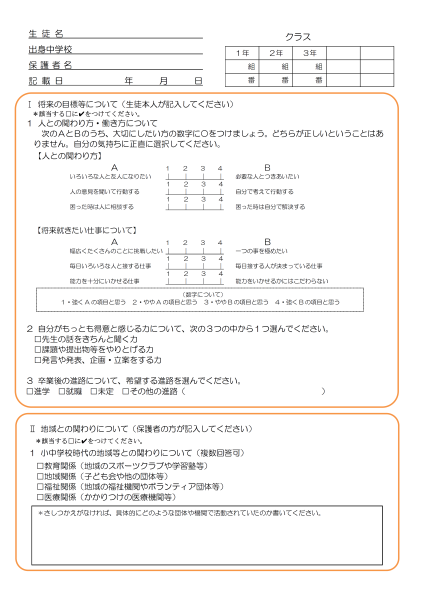 生 徒 名
出身中学校
保 護 者 名
記 載 日　年　月　日
クラス
1年　2年　3年
組　組　組
番　番　番
Ⅰ 将来の目標等について（生徒本人が記入してください）
＊該当する□に✔をつけてください。
1 人との関わり方・働き方について
次のAとBのうち、大切にしたい方の数字に〇をつけましょう。どちらが正しいということはあ
りません。自分の気持ちに正直に選択してください。
【人との関わり方】
A　1　2　3　4　B
いろいろな人と友人になりたい　必要な人とつきあいたい
1　2　3　4
人の意見を聞いて行動する　自分で考えて行動する
1　2　3　4
困った時は人に相談する　困った時は自分で解決する
【将来就きたい仕事について】
A　1　2　3　4　B
幅広くたくさんのことに挑戦したい　一つの事を極めたい
1　2　3　4
毎日いろいろな人と接する仕事　毎日接する人が決まっている仕事
1　2　3　4
能力を十分にいかせる仕事　能力をいかせるかにはこだわらない
（数字について）
1・強くAの項目と思う　2・ややAの項目と思う　3・ややBの項目と思う　4・強くBの項目と思う
2 自分がもっとも得意と感じる力について、次の3つの中から1つ選んでください。
□先生の話をきちんと聞く力
□課題や提出物等をやりとげる力
□発言や発表、企画・立案をする力
3 卒業後の進路について、希望する進路を選んでください。
□進学　□就職　□未定　□その他の進路（　）
Ⅱ 地域との関わりについて（保護者の方が記入してください）
＊該当する□に✔をつけてください。
1 小中学校時代の地域等との関わりについて（複数回答可）
□教育関係（地域のスポーツクラブや学習塾等）
□地域関係（子ども会や他の団体等）
□福祉関係（地域の福祉機関やボランティア団体等）
□医療関係（かかりつけの医療機関等）
＊さしつかえがなければ、具体的にどのような団体や機関で活動されていたのか書いてください。